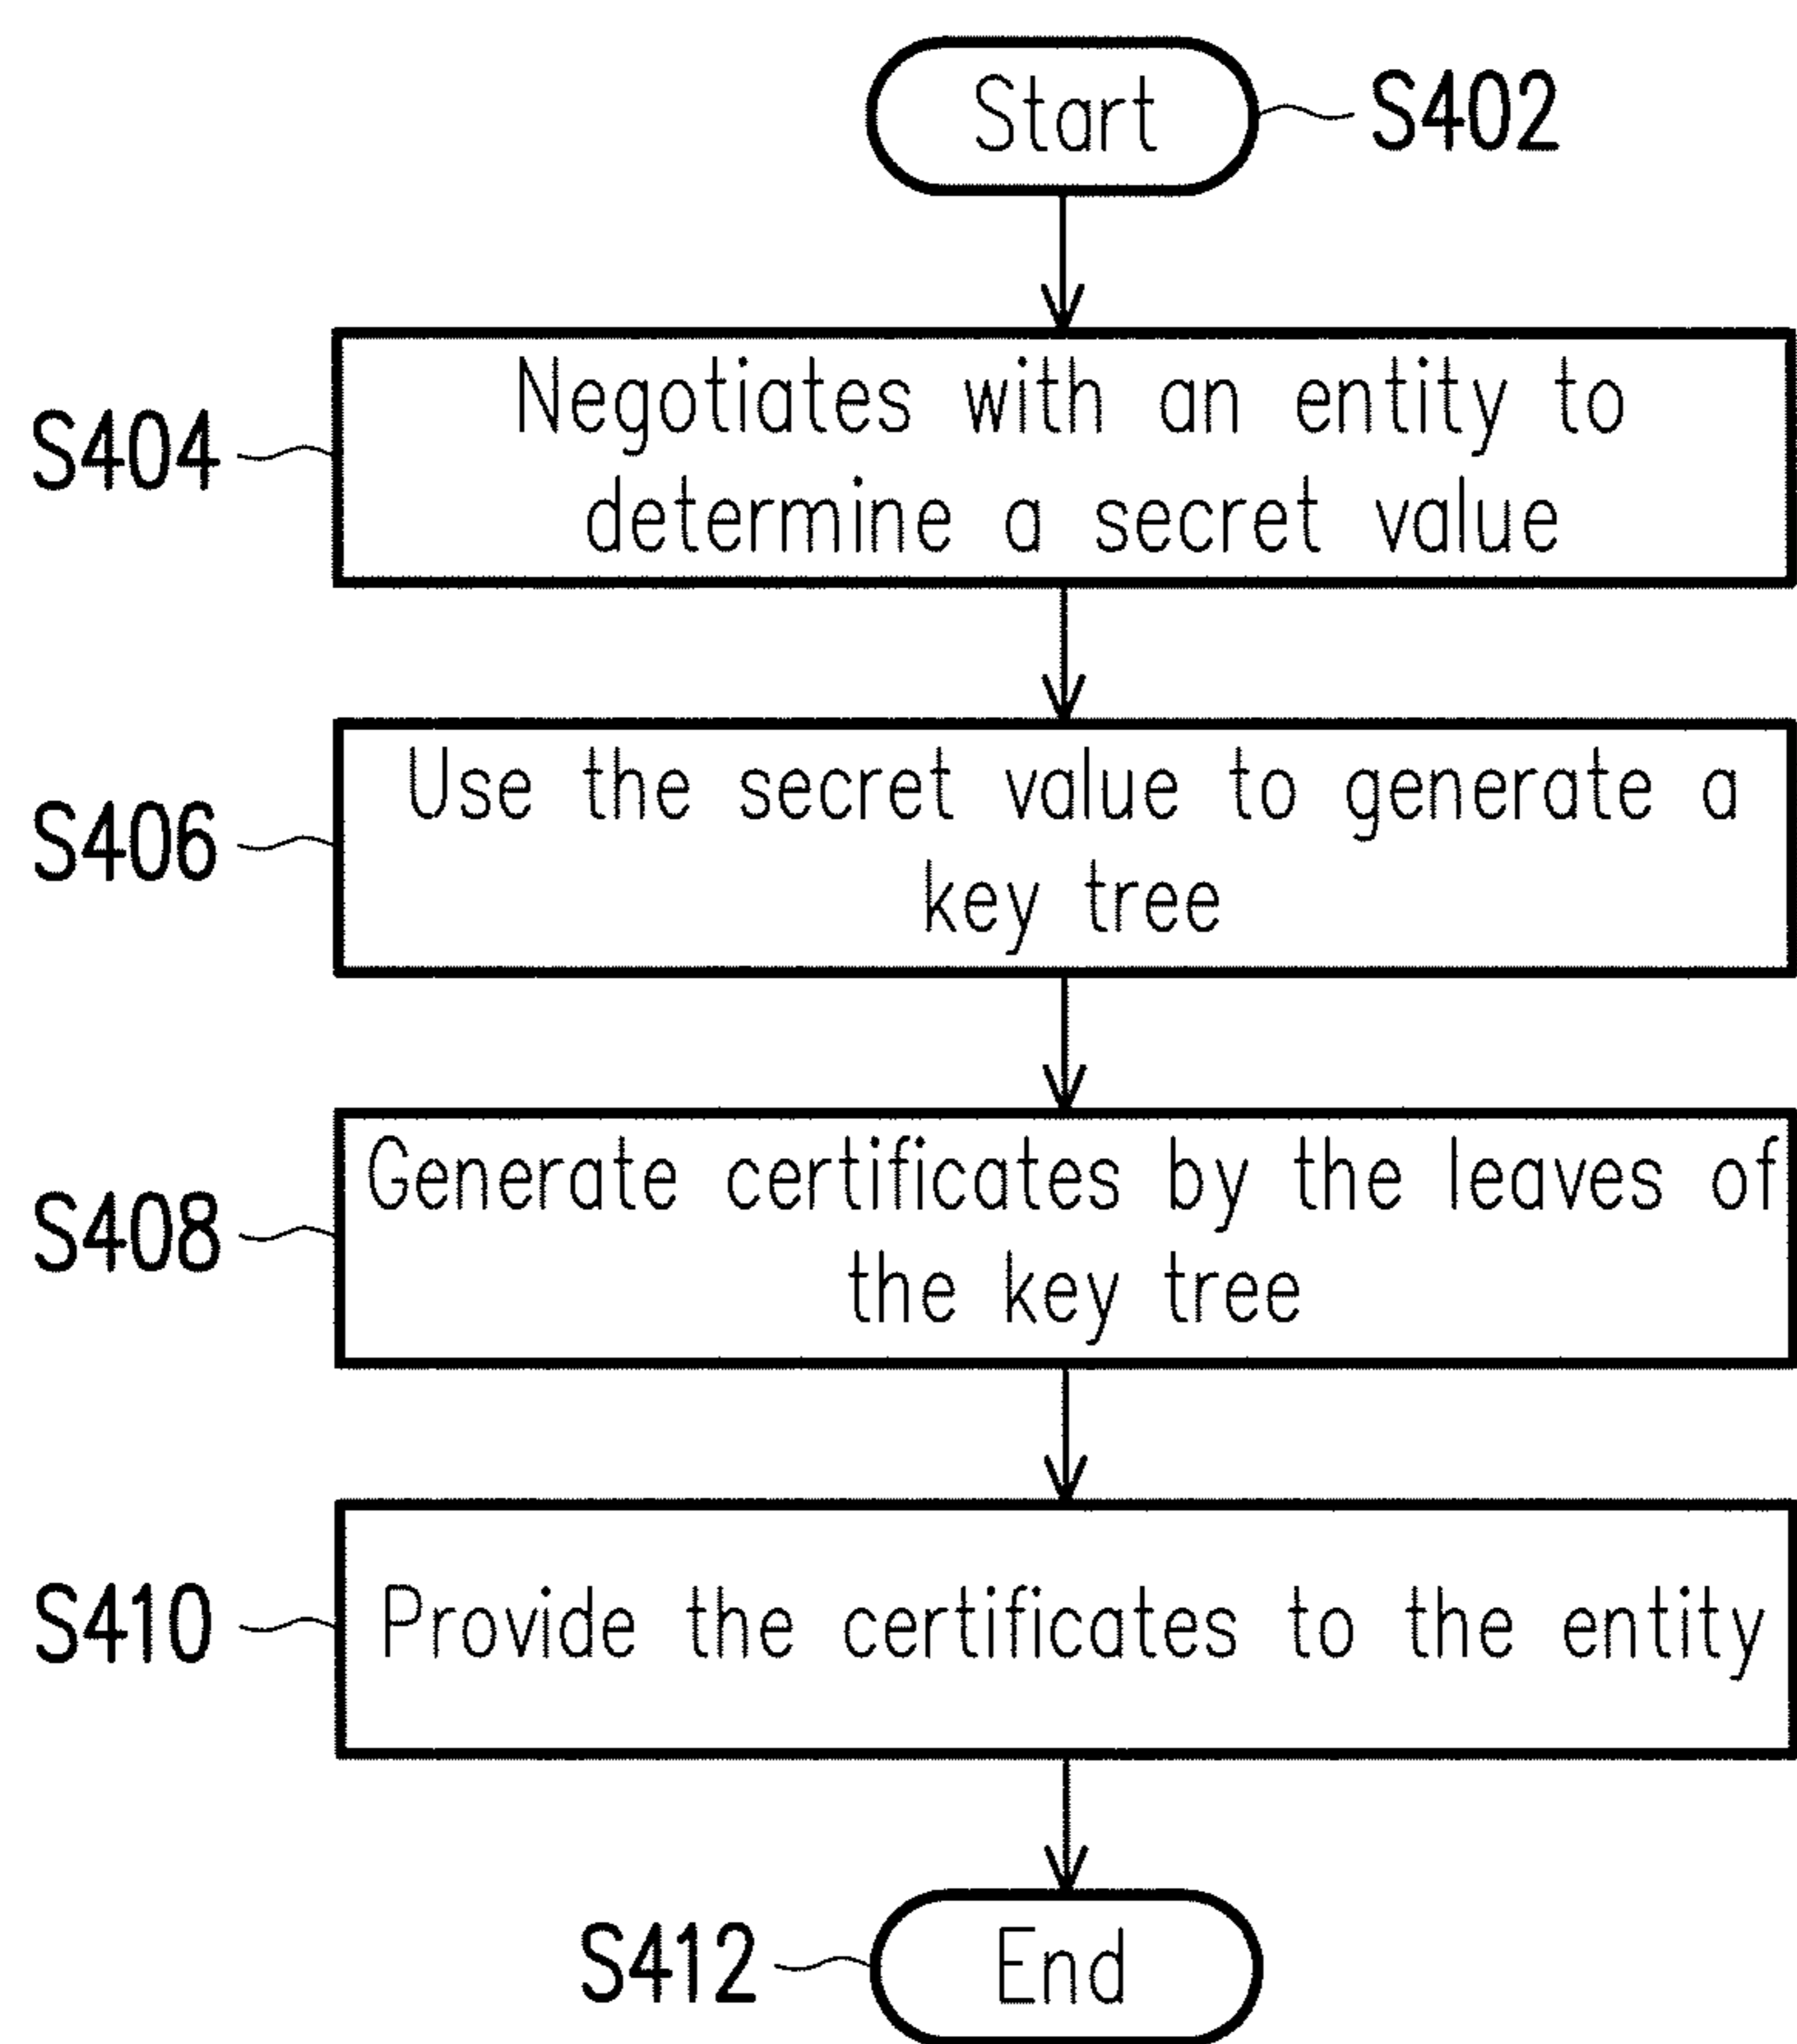 Start
S402
S404
Negotiates with an entity to
determine a secret value
S406
Use the secret value to generate a
key tree
S408
Generate certificates by the leaves of
the key tree
S410
Provide the certificates to the entity
S412
End